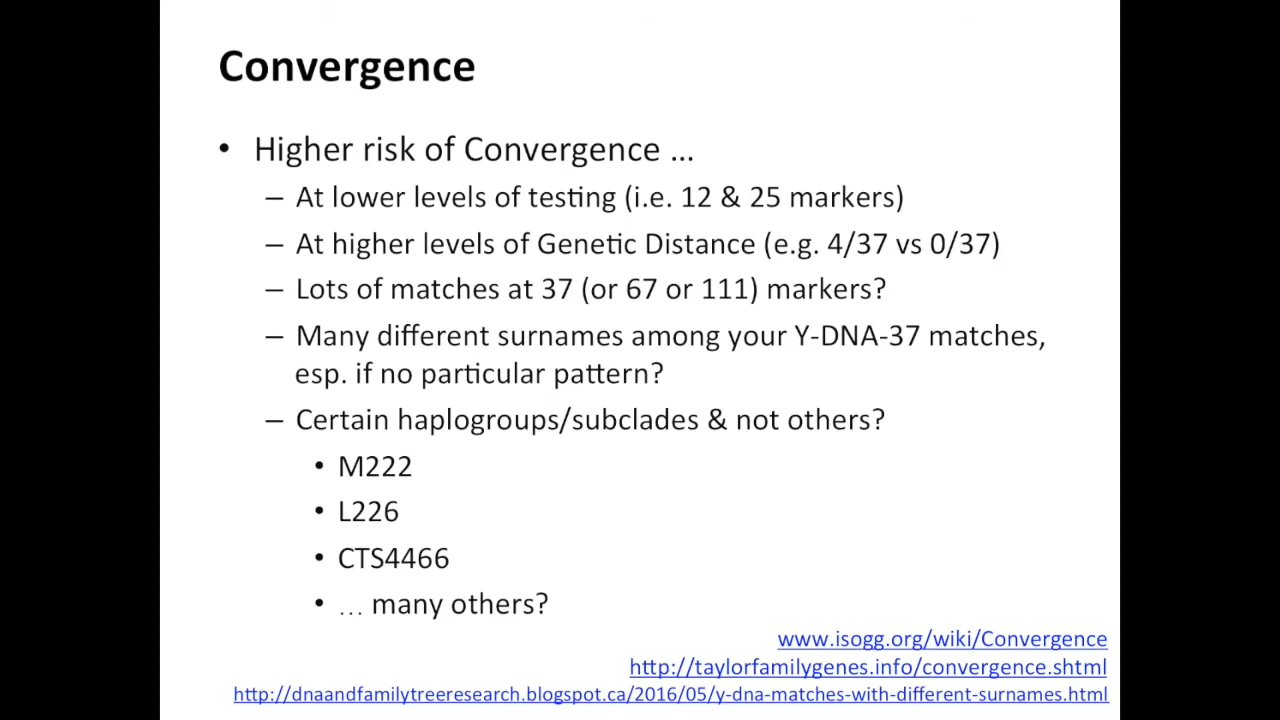 Convergence
• Higher risk of Convergence ...
– At lower levels of testing (i.e. 12 & 25 markers)
– At higher levels of Genetic Distance (e.g. 4/37 vs 0/37)
– Lots of matches at 37 (or 67 or 111) markers?
– Many different surnames among your Y-DNA-37 matches,
esp. if no particular pattern?
– Certain haplogroups/subclades & not others?
• M222
• L226
• CTS4466
• ... many others?
www.isogg.org/wiki/Convergence
http://taylorfamilygenes.info/convergence.shtml
http://dnaandfamilytreeresearch.blogspot.ca/2016/05/y-dna-matches-with-different-surnames.html